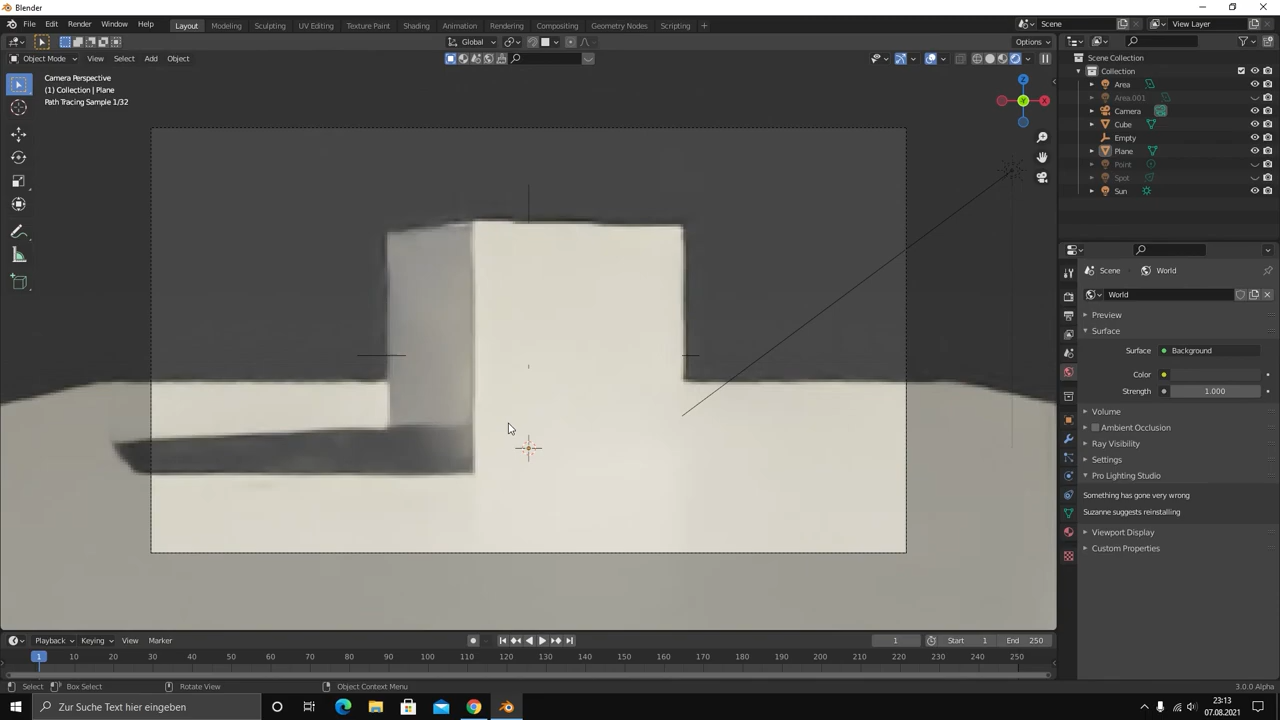 Blender
File Edit Render Window Help Layout Modeling Sculpting UV Editing Texture Paint Shading Animation Rendering Compositing Geometry Nodes Scripting + Scene View Layer
Global Options
Object Mode View Select Add Object
Camera Perspective
(1) Collection | Plane
Path Tracing Sample 1/32
Z
Y
X
Scene Collection
Collection
Area
Area.001
Camera
Cube
Empty
Plane
Point
Spot
Sun
Scene World
World
Preview
Surface
Surface Background
Color
Strength 1.000
Volume
Ambient Occlusion
Ray Visibility
Settings
Pro Lighting Studio
Something has gone very wrong
Suzanne suggests reinstalling
Viewport Display
Custom Properties
Playback Keying View Marker 1 Start 1 End 250
1 10 20 30 40 50 60 70 80 90 100 110 120 130 140 150 160 170 180 190 200 210 220 230 240 250
Select Box Select Rotate View Object Context Menu 3.0.0 Alpha
Zur Suche Text hier eingeben
23:13
07.08.2021